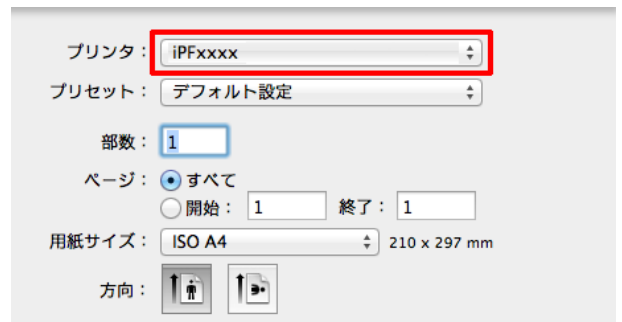 プリンタ： iPFxxxx
プリセット： デフォルト設定
部数： 1
ページ： すべて
開始： 1 終了： 1
用紙サイズ： ISO A4 210 x 297 mm
方向：